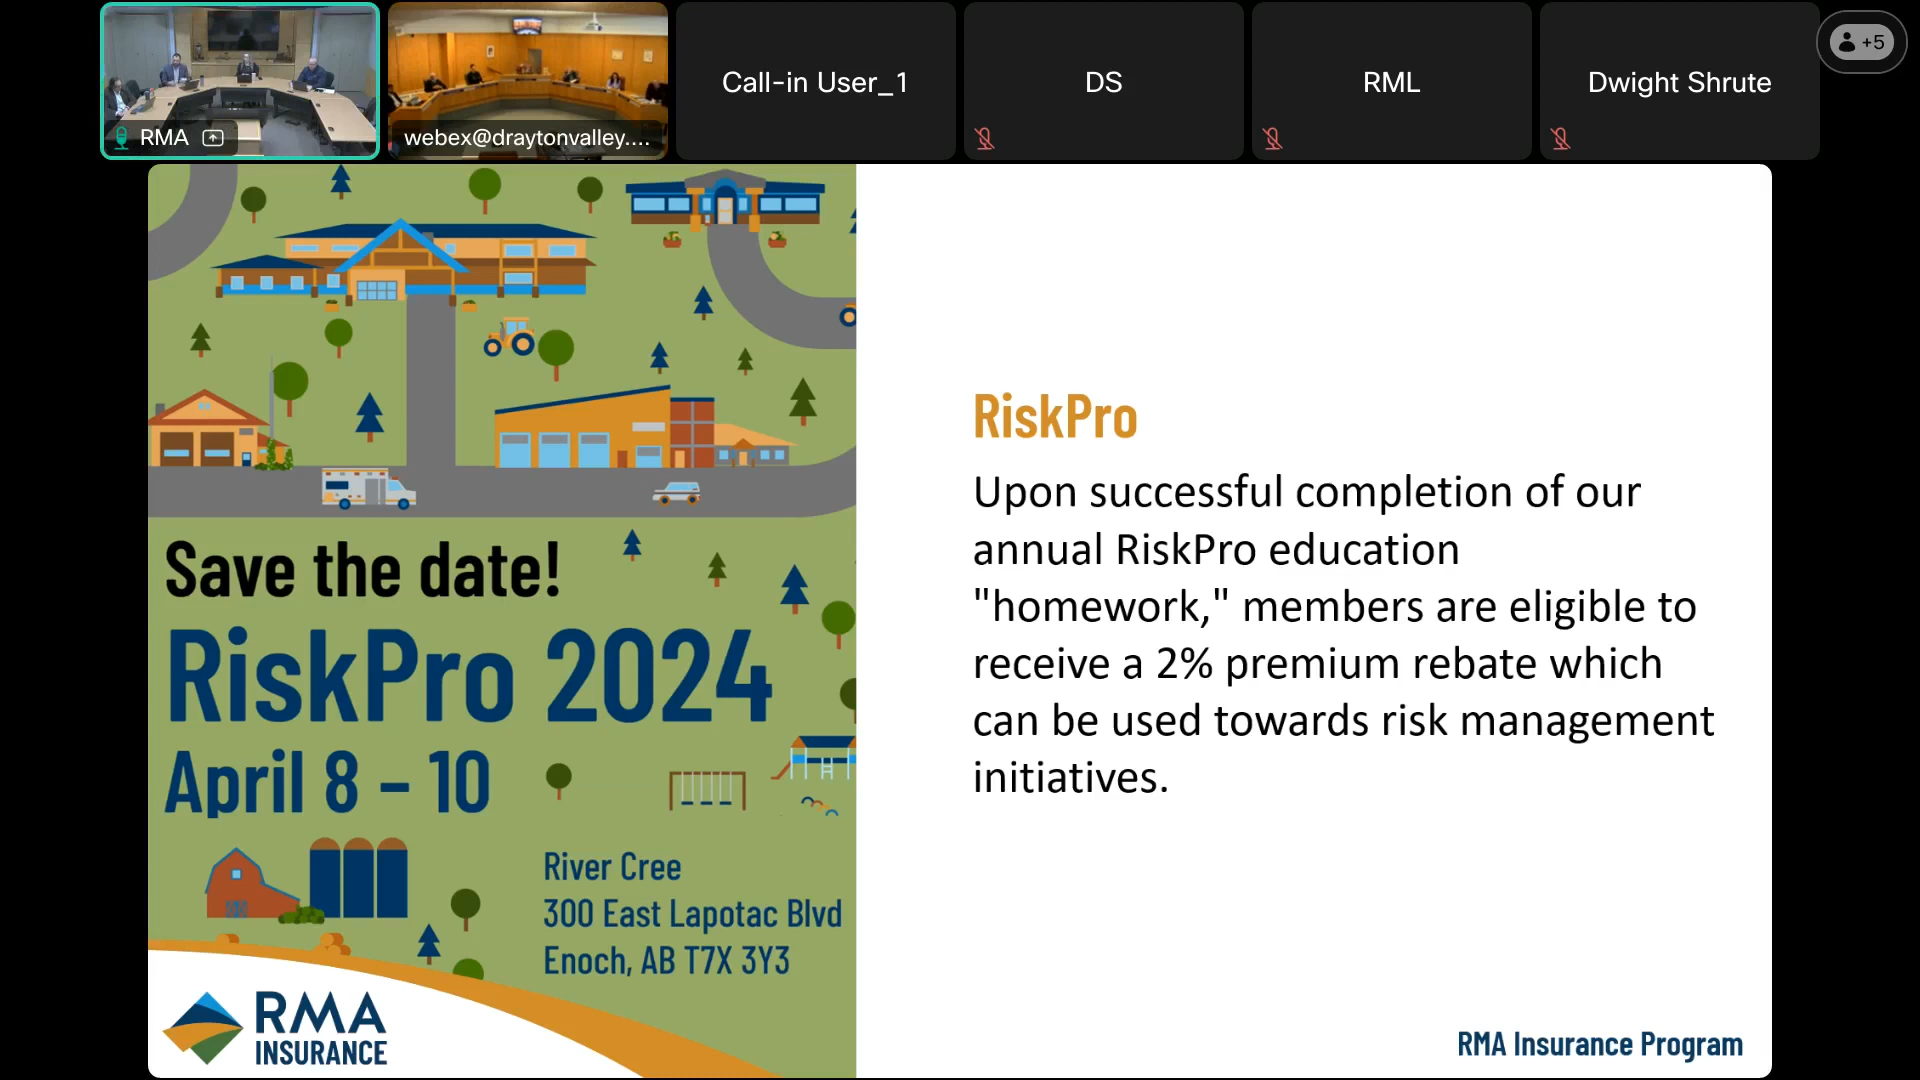 RMA
webex@draytonvalley....
Call-in User_1
DS
RML
Dwight Shrute
+5
Save the date!
RiskPro 2024
April 8 – 10
River Cree
300 East Lapotac Blvd
Enoch, AB T7X 3Y3
RMA
INSURANCE
RiskPro
Upon successful completion of our
annual RiskPro education
"homework," members are eligible to
receive a 2% premium rebate which
can be used towards risk management
initiatives.
RMA Insurance Program